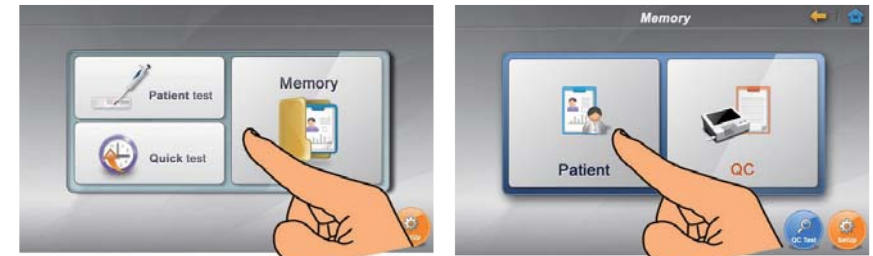 Patient test
Quick test
Memory
Memory
Patient
QC
QC Test
Setup